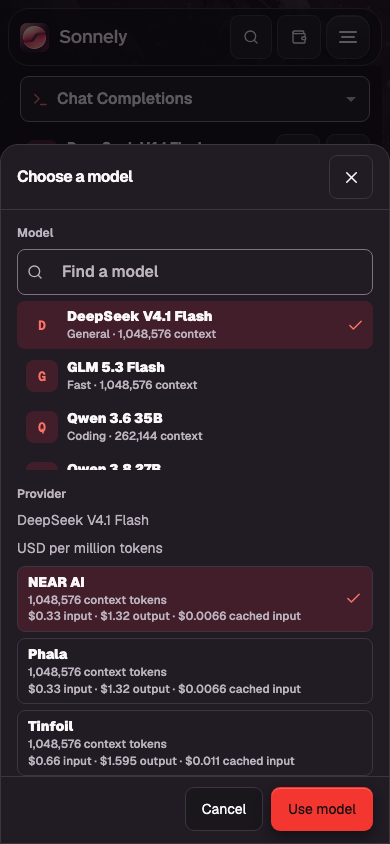 Sonnely
>_ Chat Completions
Choose a model
Model
Find a model
D
DeepSeek V4.1 Flash
General · 1,048,576 context
G
GLM 5.3 Flash
Fast · 1,048,576 context
Q
Qwen 3.6 35B
Coding · 262,144 context
Qwen 3.8 27B
Provider
DeepSeek V4.1 Flash
USD per million tokens
NEAR AI
1,048,576 context tokens
$0.33 input · $1.32 output · $0.0066 cached input
Phala
1,048,576 context tokens
$0.33 input · $1.32 output · $0.0066 cached input
Tinfoil
1,048,576 context tokens
$0.66 input · $1.595 output · $0.011 cached input
Cancel
Use model